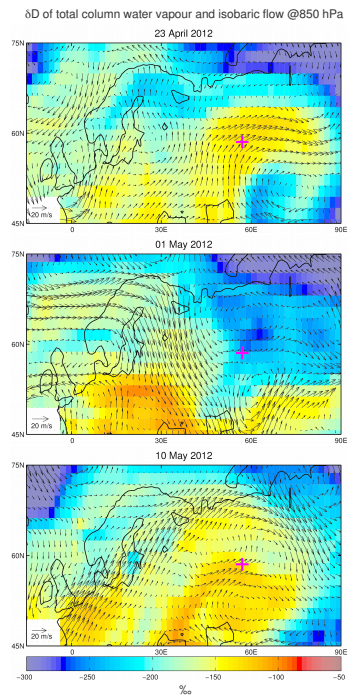 δD of total column water vapour and isobaric flow @850 hPa
23 April 2012
75N
60N
45N
20 m/s
0 30E 60E 90E
01 May 2012
75N
60N
45N
20 m/s
0 30E 60E 90E
10 May 2012
75N
60N
45N
20 m/s
0 30E 60E 90E
−300 −250 −200 −150 −100 −50
‰